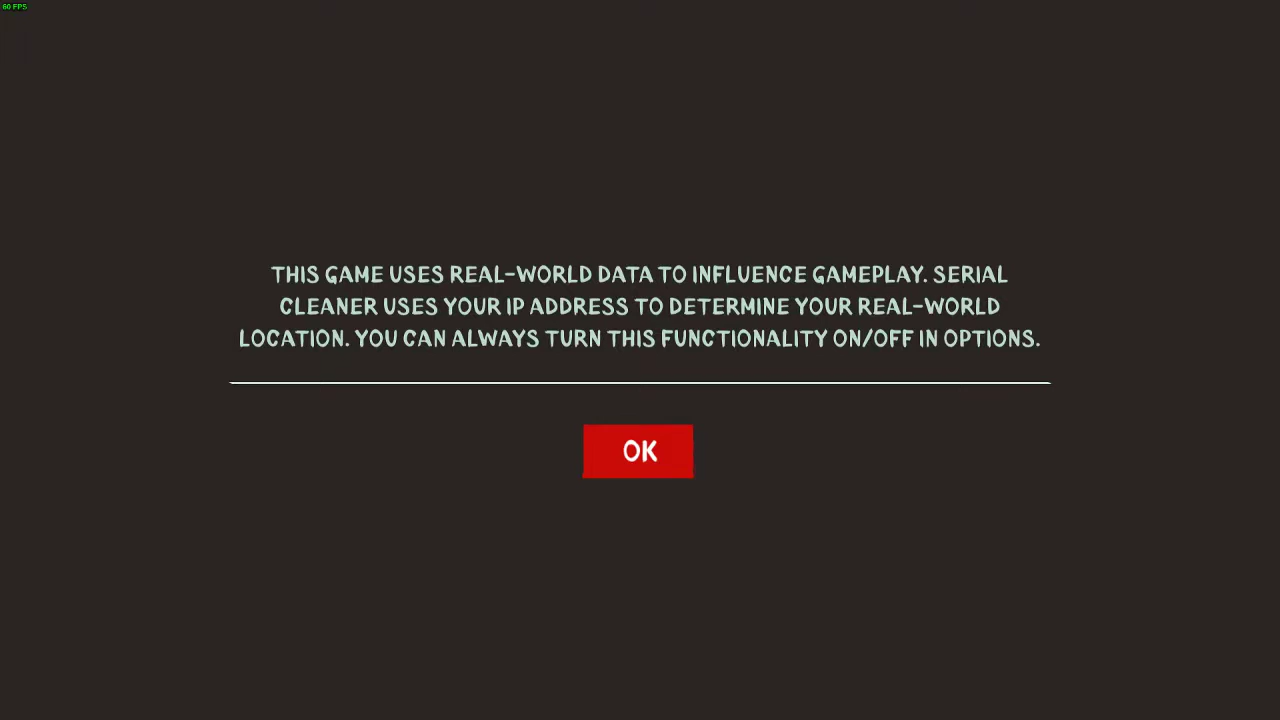 60 FPS
THIS GAME USES REAL-WORLD DATA TO INFLUENCE GAMEPLAY. SERIAL
CLEANER USES YOUR IP ADDRESS TO DETERMINE YOUR REAL-WORLD
LOCATION. YOU CAN ALWAYS TURN THIS FUNCTIONALITY ON/OFF IN OPTIONS.
OK